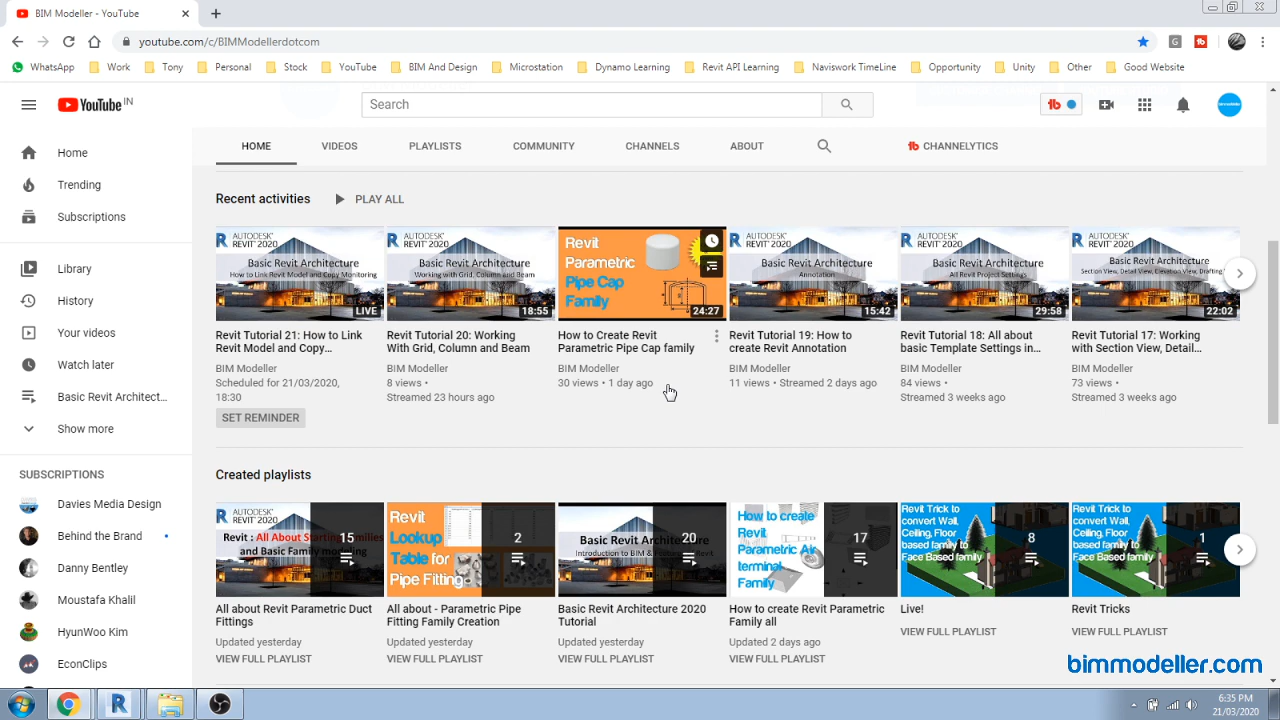 BIM Modeller - YouTube
youtube.com/c/BIMModellerdotcom
WhatsApp Work Tony Personal Stock YouTube BIM And Design Microstation Dynamo Learning Revit API Learning Naviswork TimeLine Opportunity Unity Other Good Website
YouTube IN
Search
HOME VIDEOS PLAYLISTS COMMUNITY CHANNELS ABOUT CHANNELYTICS
Home
Trending
Subscriptions
Library
History
Your videos
Watch later
Basic Revit Architect...
Show more
SUBSCRIPTIONS
Davies Media Design
Behind the Brand
Danny Bentley
Moustafa Khalil
HyunWoo Kim
EconClips
Recent activities PLAY ALL
AUTODESK
REVIT 2020
Basic Revit Architecture
How to Link Revit Model and Copy Monitoring
LIVE
Revit Tutorial 21: How to Link
Revit Model and Copy...
BIM Modeller
Scheduled for 21/03/2020,
18:30
SET REMINDER
AUTODESK
REVIT 2020
Basic Revit Architecture
Working with Grid, Column and Beam
18:55
Revit Tutorial 20: Working
With Grid, Column and Beam
BIM Modeller
8 views •
Streamed 23 hours ago
Revit
Parametric
Pipe Cap
Family
24:27
How to Create Revit
Parametric Pipe Cap family
BIM Modeller
30 views • 1 day ago
AUTODESK
REVIT 2020
Basic Revit Architecture
Annotation
15:42
Revit Tutorial 19: How to
create Revit Annotation
BIM Modeller
11 views • Streamed 2 days ago
AUTODESK
REVIT 2020
Basic Revit Architecture
All Revit Project Settings
29:58
Revit Tutorial 18: All about
basic Template Settings in...
BIM Modeller
84 views •
Streamed 3 weeks ago
AUTODESK
REVIT 2020
Basic Revit Architecture
Section View, Detail View, Elevation View, Drafting
22:02
Revit Tutorial 17: Working
with Section View, Detail...
BIM Modeller
73 views •
Streamed 3 weeks ago
Created playlists
AUTODESK
REVIT 2020
Revit : All About Starting Families
and Basic Family modeling
15
All about Revit Parametric Duct
Fittings
Updated yesterday
VIEW FULL PLAYLIST
Revit
Lookup
Table for
Pipe Fitting
2
All about - Parametric Pipe
Fitting Family Creation
Updated yesterday
VIEW FULL PLAYLIST
Basic Revit Architecture
Introduction to BIM & Features of Revit
20
Basic Revit Architecture 2020
Tutorial
Updated yesterday
VIEW FULL PLAYLIST
How to create
Revit
Parametric Air
terminal
Family
17
How to create Revit Parametric
Family all
Updated 2 days ago
VIEW FULL PLAYLIST
Revit Trick to
convert Wall,
Ceiling, Floor
based family to
Face Based family
8
Live!
VIEW FULL PLAYLIST
Revit Trick to
convert Wall,
Ceiling, Floor
based family to
Face Based family
1
Revit Tricks
VIEW FULL PLAYLIST
bimmodeller.com
6:35 PM
21/03/2020